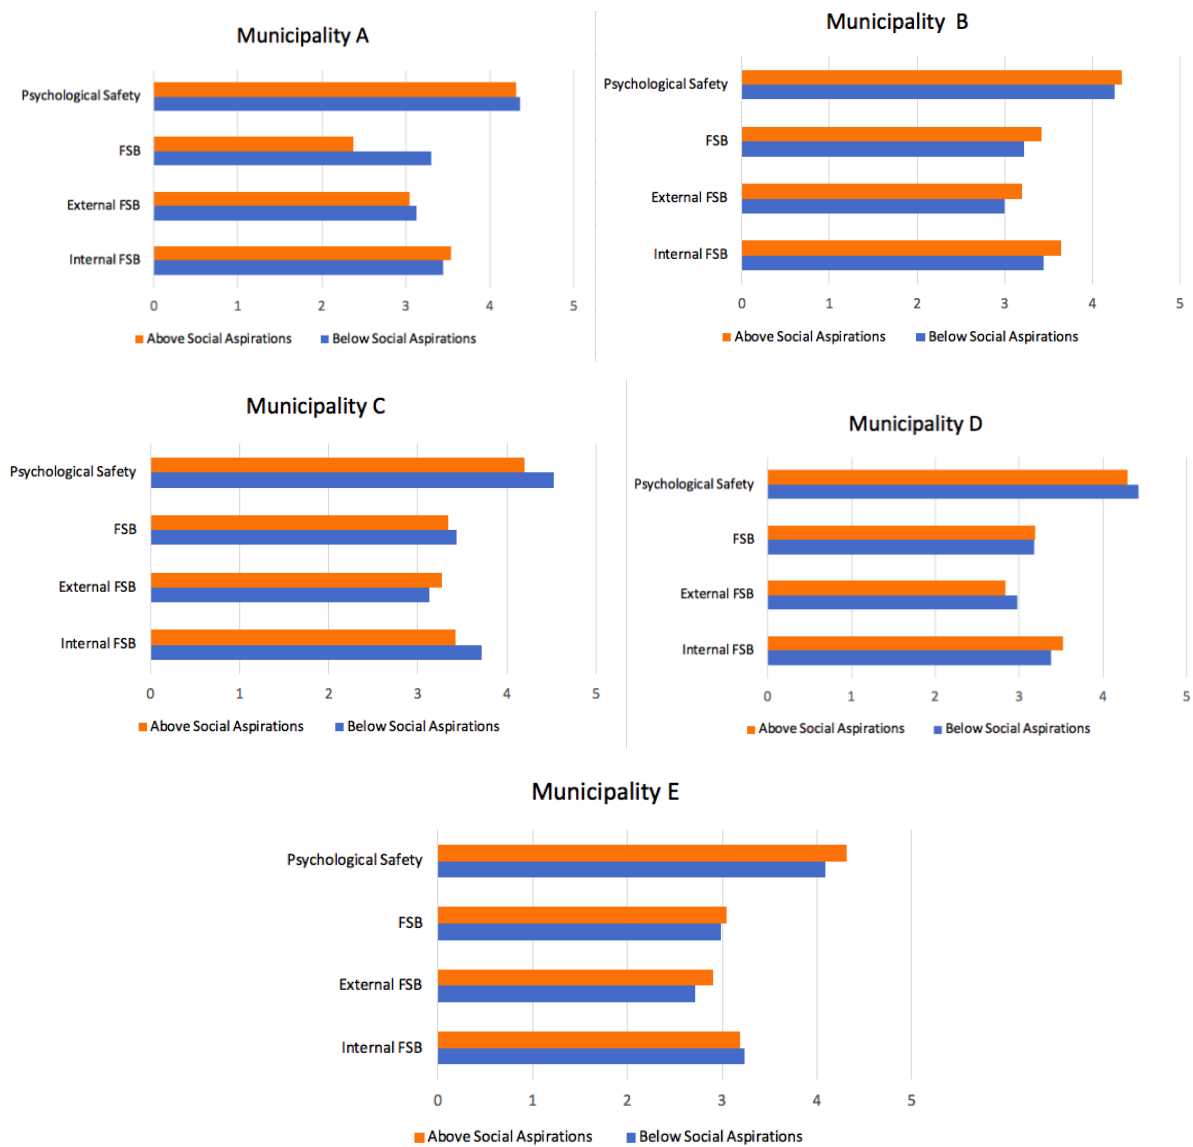 Municipality A
Psychological Safety
FSB
External FSB
Internal FSB
0 1 2 3 4 5
Above Social Aspirations Below Social Aspirations
Municipality B
Psychological Safety
FSB
External FSB
Internal FSB
0 1 2 3 4 5
Above Social Aspirations Below Social Aspirations
Municipality C
Psychological Safety
FSB
External FSB
Internal FSB
0 1 2 3 4 5
Above Social Aspirations Below Social Aspirations
Municipality D
Psychological Safety
FSB
External FSB
Internal FSB
0 1 2 3 4 5
Above Social Aspirations Below Social Aspirations
Municipality E
Psychological Safety
FSB
External FSB
Internal FSB
0 1 2 3 4 5
Above Social Aspirations Below Social Aspirations